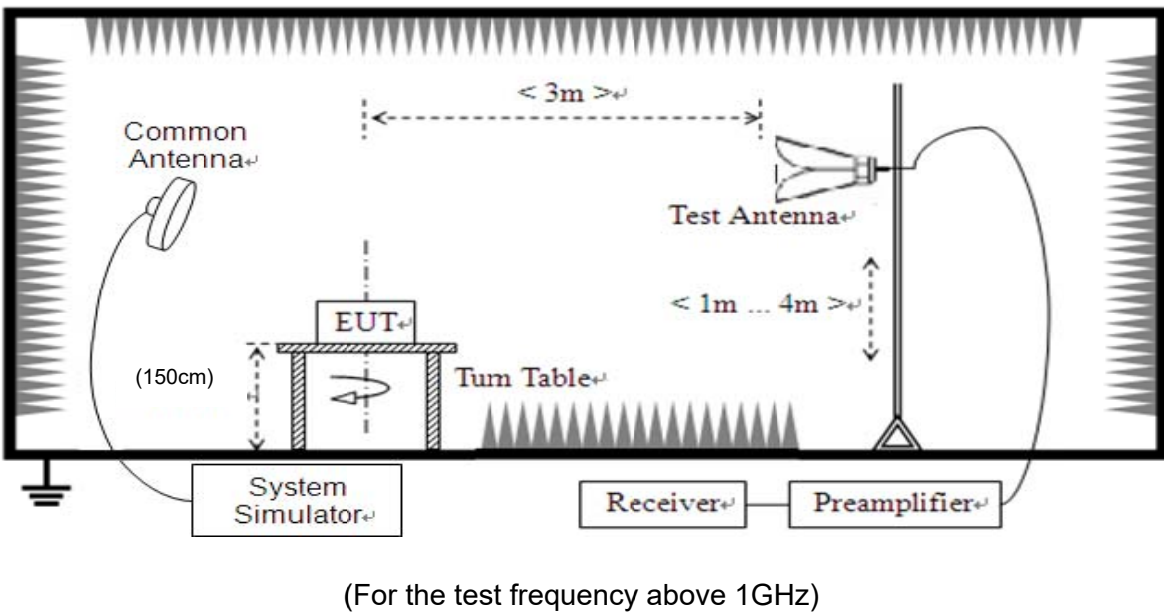 < 3m >↵
Common
Antenna↵
Test Antenna↵
< 1m ... 4m >↵
EUT↵
(150cm)
Turn Table↵
System
Simulator↵
Receiver↵
Preamplifier↵
(For the test frequency above 1GHz)